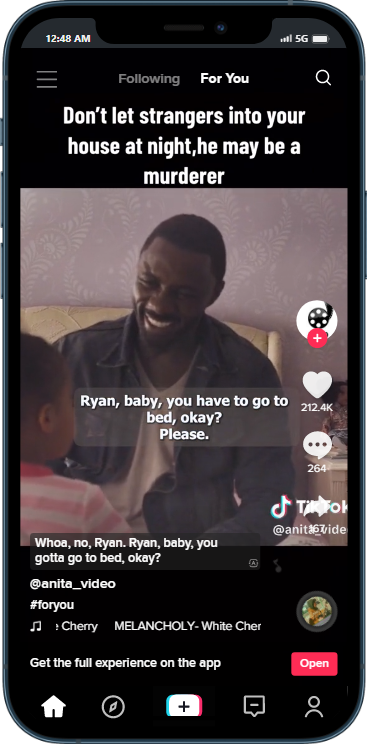 12:48 AM
5G
Following
For You
Don’t let strangers into your
house at night,he may be a
murderer
Ryan, baby, you have to go to
bed, okay?
Please.
212.4K
264
TikTok
@anita_video
167
Whoa, no, Ryan. Ryan, baby, you
gotta go to bed, okay?
@anita_video
#foryou
e Cherry
MELANCHOLY- White Cher
Get the full experience on the app
Open